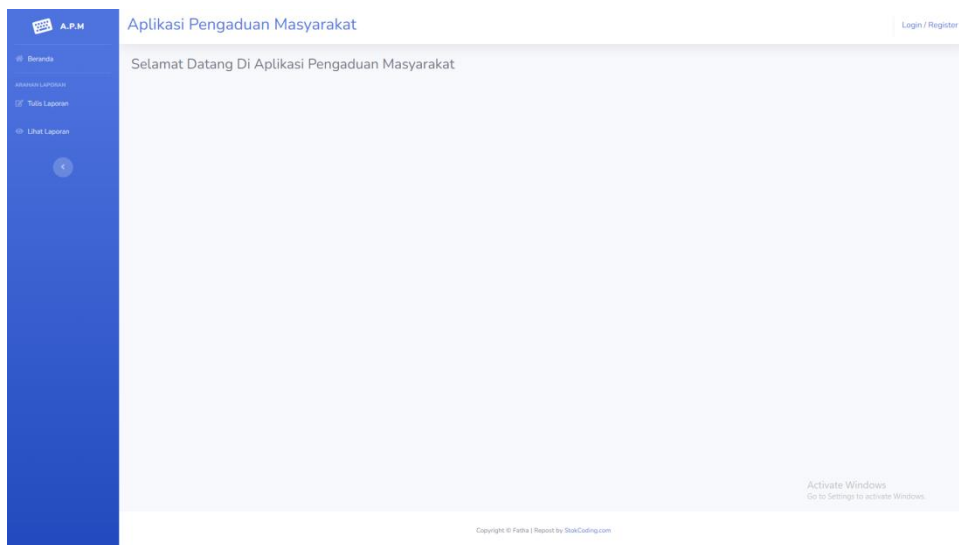 A.P.M
Aplikasi Pengaduan Masyarakat
Login / Register
Beranda
Selamat Datang Di Aplikasi Pengaduan Masyarakat
ARAHAN LAPORAN
Tulis Laporan
Lihat Laporan
Activate Windows
Go to Settings to activate Windows.
Copyright © Fatha | Repost by StokCoding.com